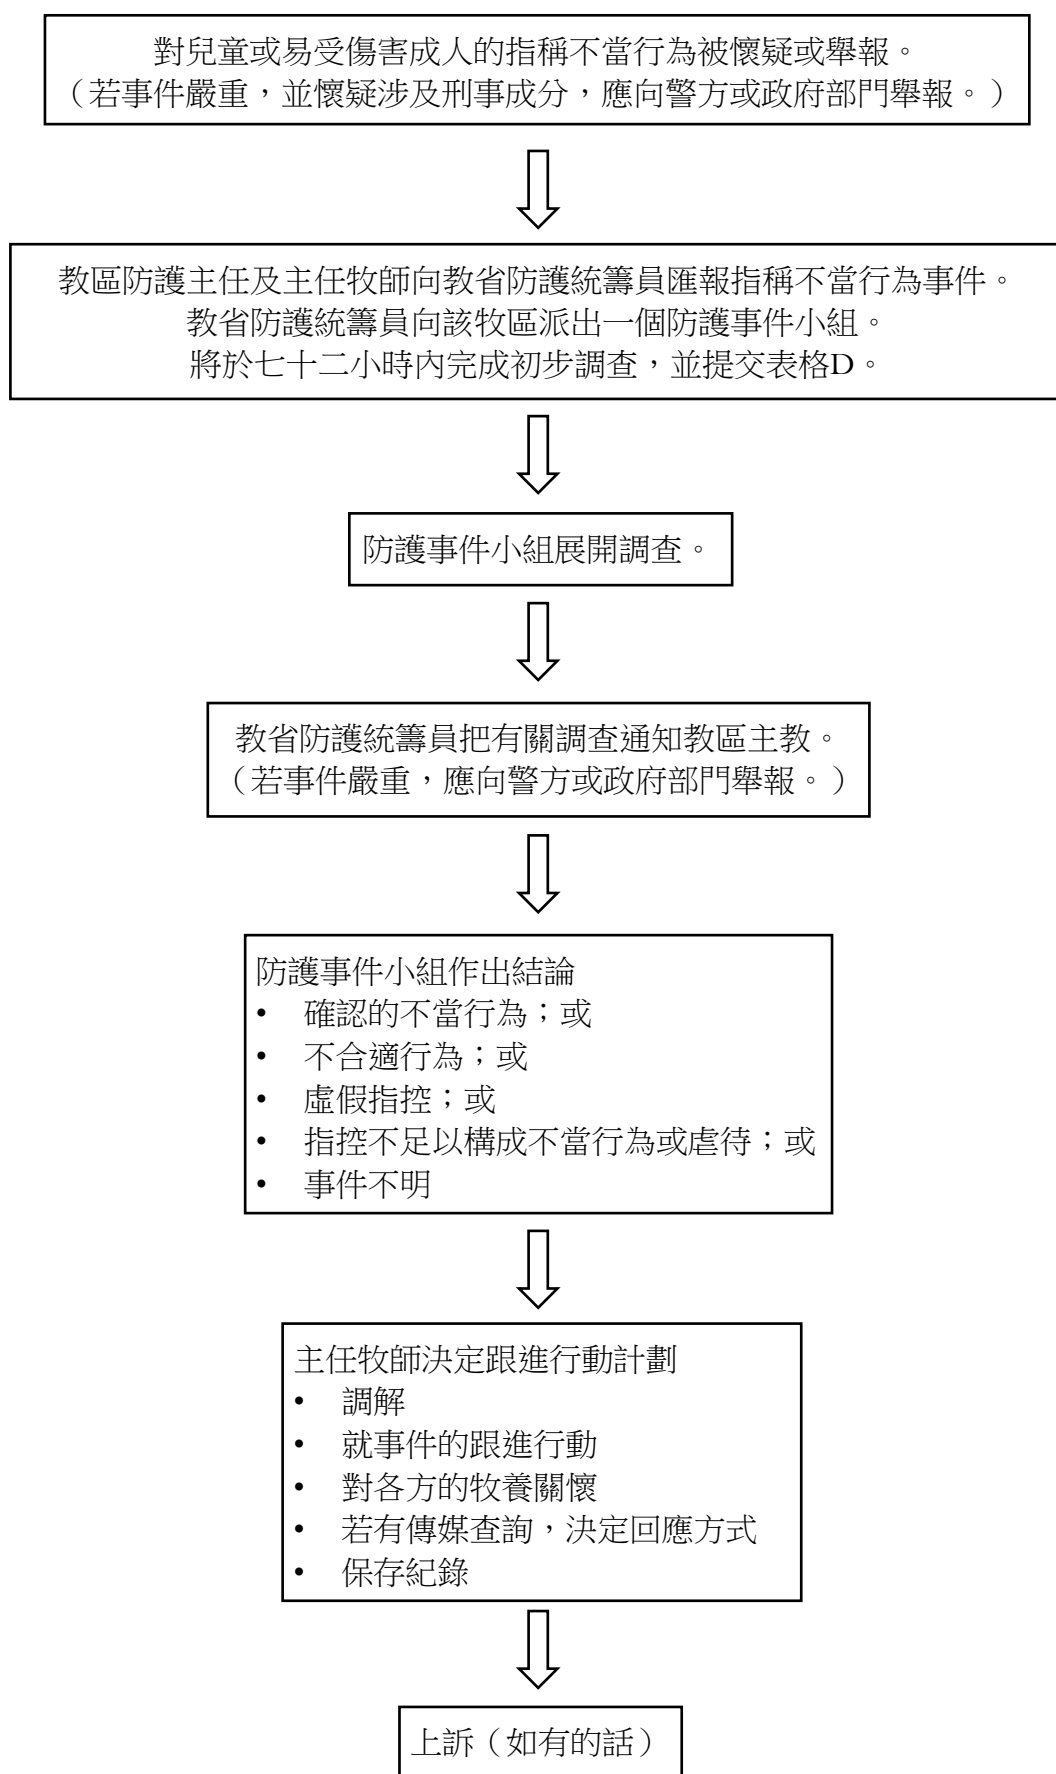 對兒童或易受傷害成人的指稱不當行為被懷疑或舉報。
（若事件嚴重，並懷疑涉及刑事成分，應向警方或政府部門舉報。）
教區防護主任及主任牧師向教省防護統籌員匯報指稱不當行為事件。
教省防護統籌員向該牧區派出一個防護事件小組。
將於七十二小時內完成初步調查，並提交表格D。
防護事件小組展開調查。
教省防護統籌員把有關調查通知教區主教。
（若事件嚴重，應向警方或政府部門舉報。）
防護事件小組作出結論
• 確認的不當行為；或
• 不合適行為；或
• 虛假指控；或
• 指控不足以構成不當行為或虐待；或
• 事件不明
主任牧師決定跟進行動計劃
• 調解
• 就事件的跟進行動
• 對各方的牧養關懷
• 若有傳媒查詢，決定回應方式
• 保存紀錄
上訴（如有的話）